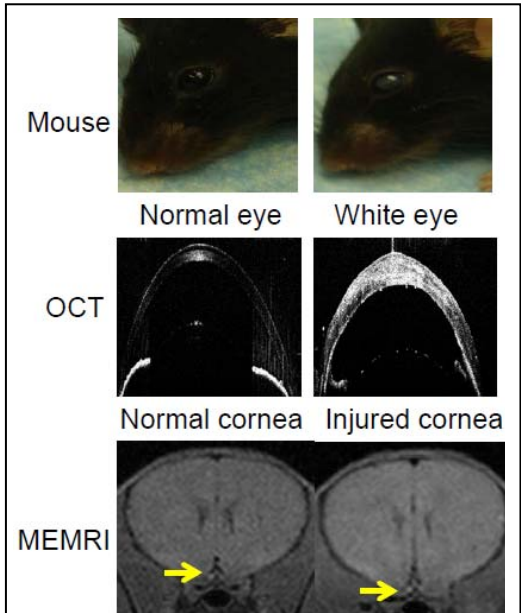 Mouse
Normal eye White eye
OCT
Normal cornea Injured cornea
MEMRI